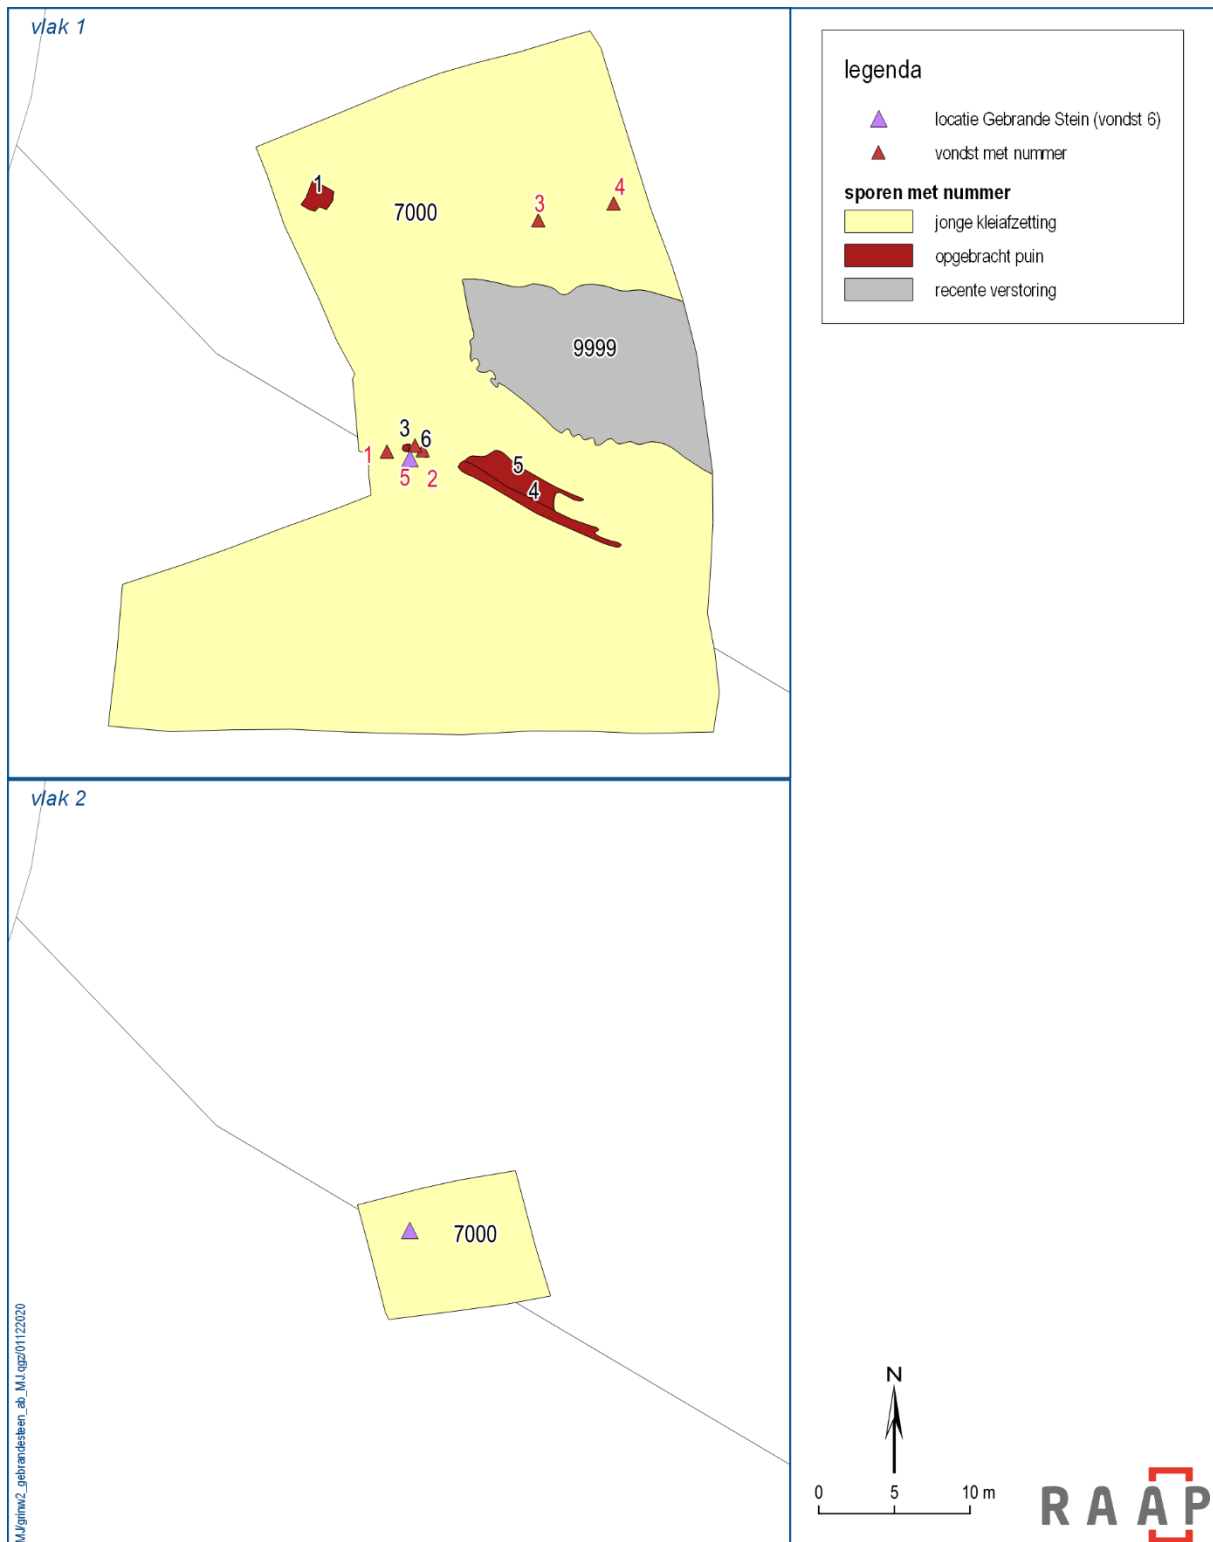 vlak 1
1
7000
3
4
9999
3
6
1
5
2
5
4
legenda
locatie Gebrande Stein (vondst 6)
vondst met nummer
sporen met nummer
jonge kleiafzetting
opgebracht puin
recente verstoring
vlak 2
7000
MJ/grinw2_gebrandesteen_ab_MJ.qgz/01122020
N
0 5 10 m
RAAP